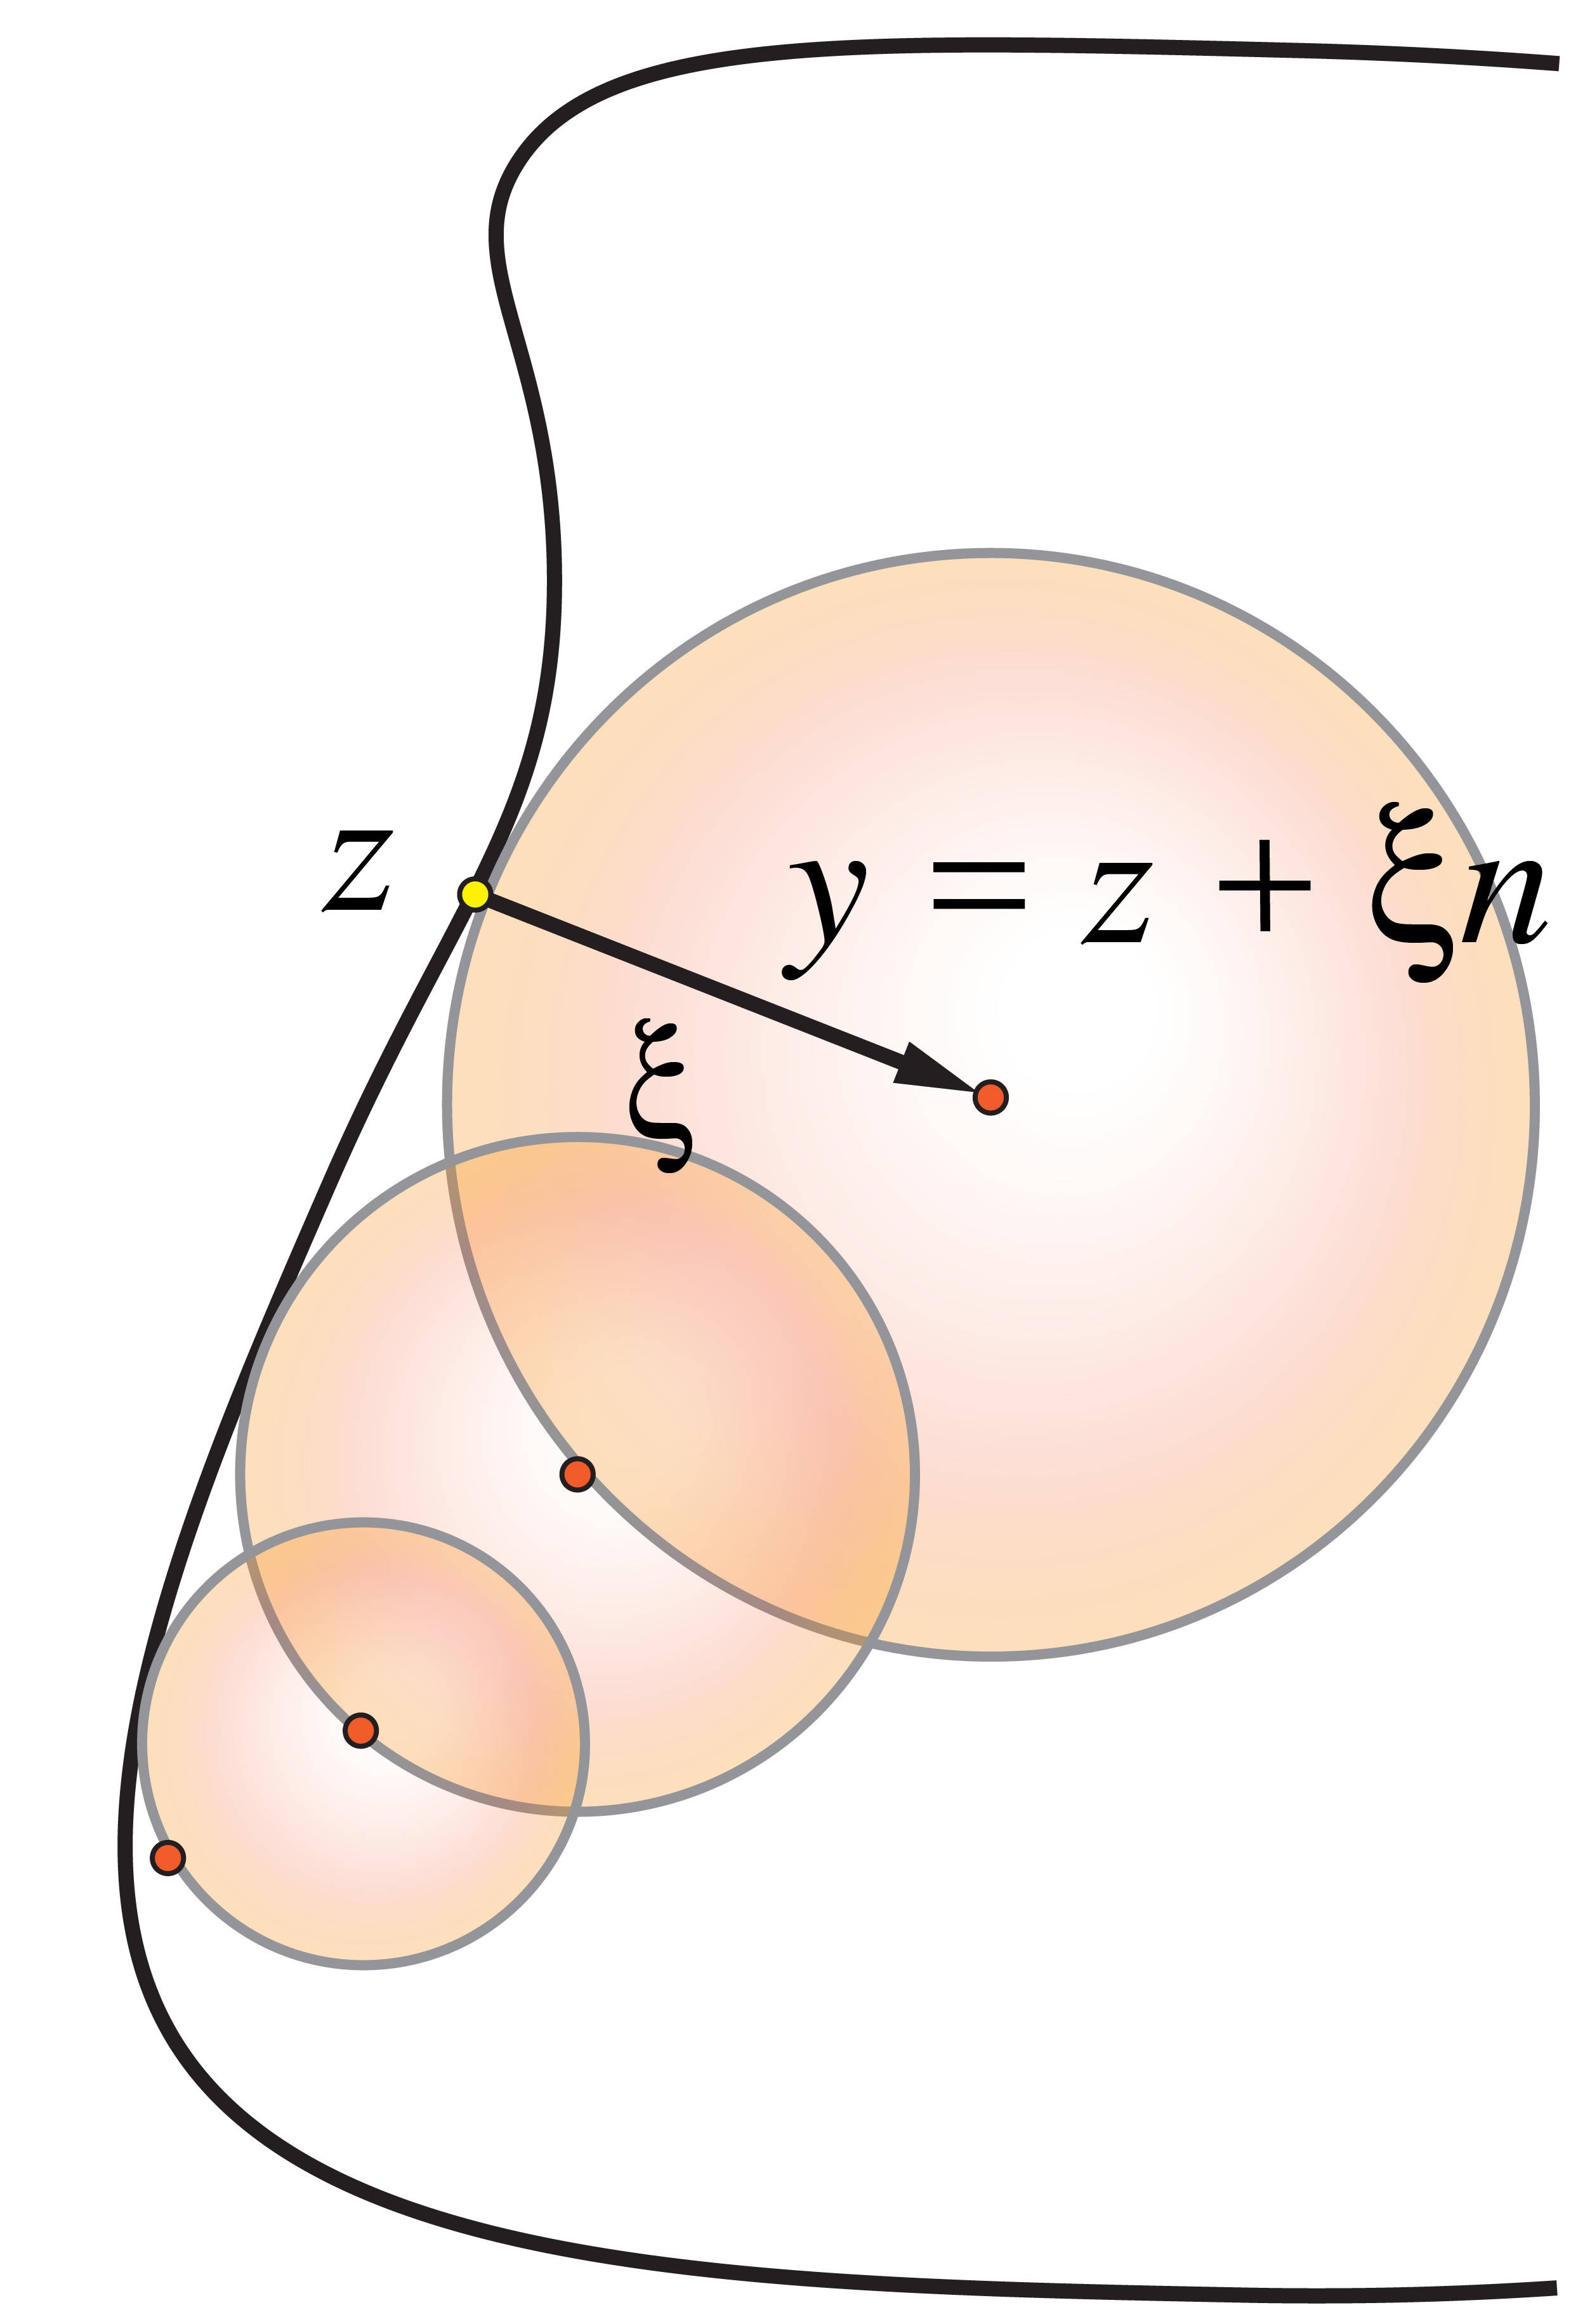 z
y = z + ξn
ξ